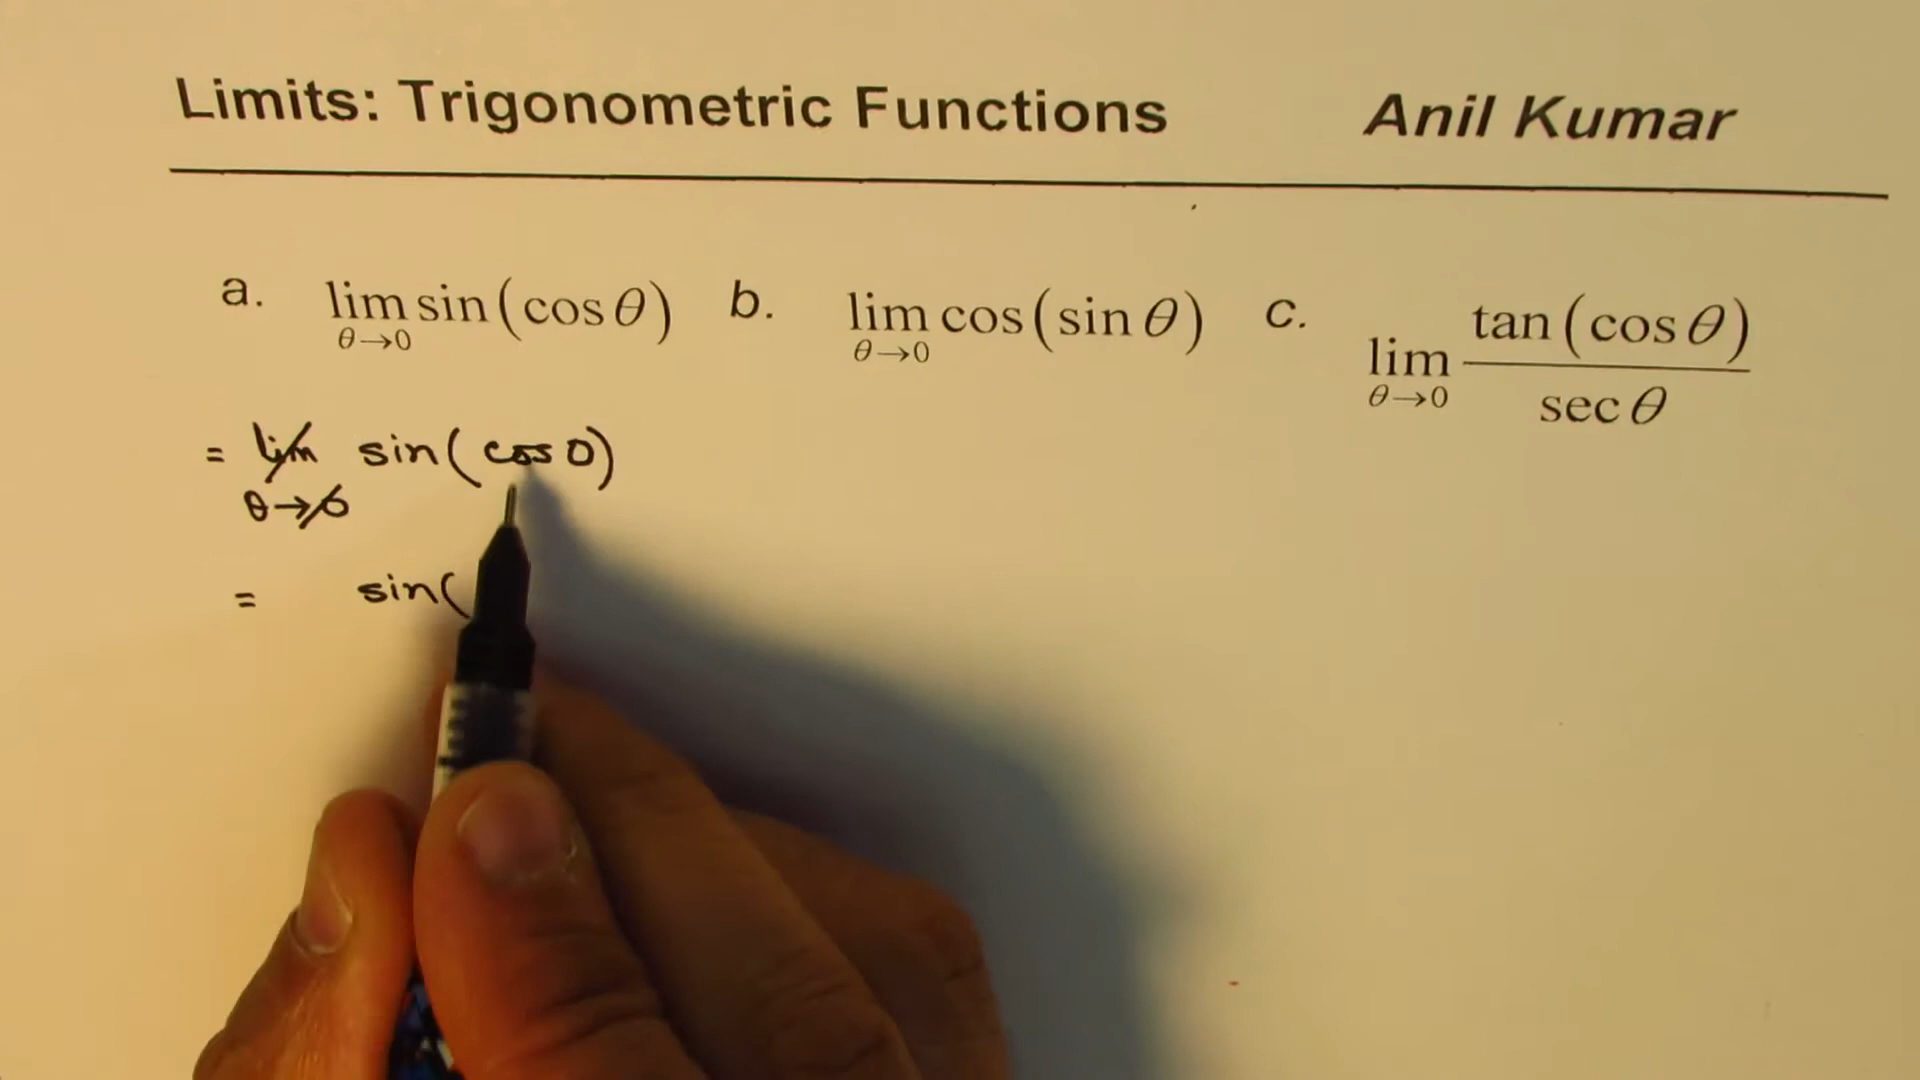 Limits: Trigonometric Functions Anil Kumar
a. lim sin(cos θ) b. lim cos(sin θ) c. lim tan(cos θ) / sec θ
θ→0 θ→0 θ→0
= lim sin(cos 0)
θ→0
= sin(